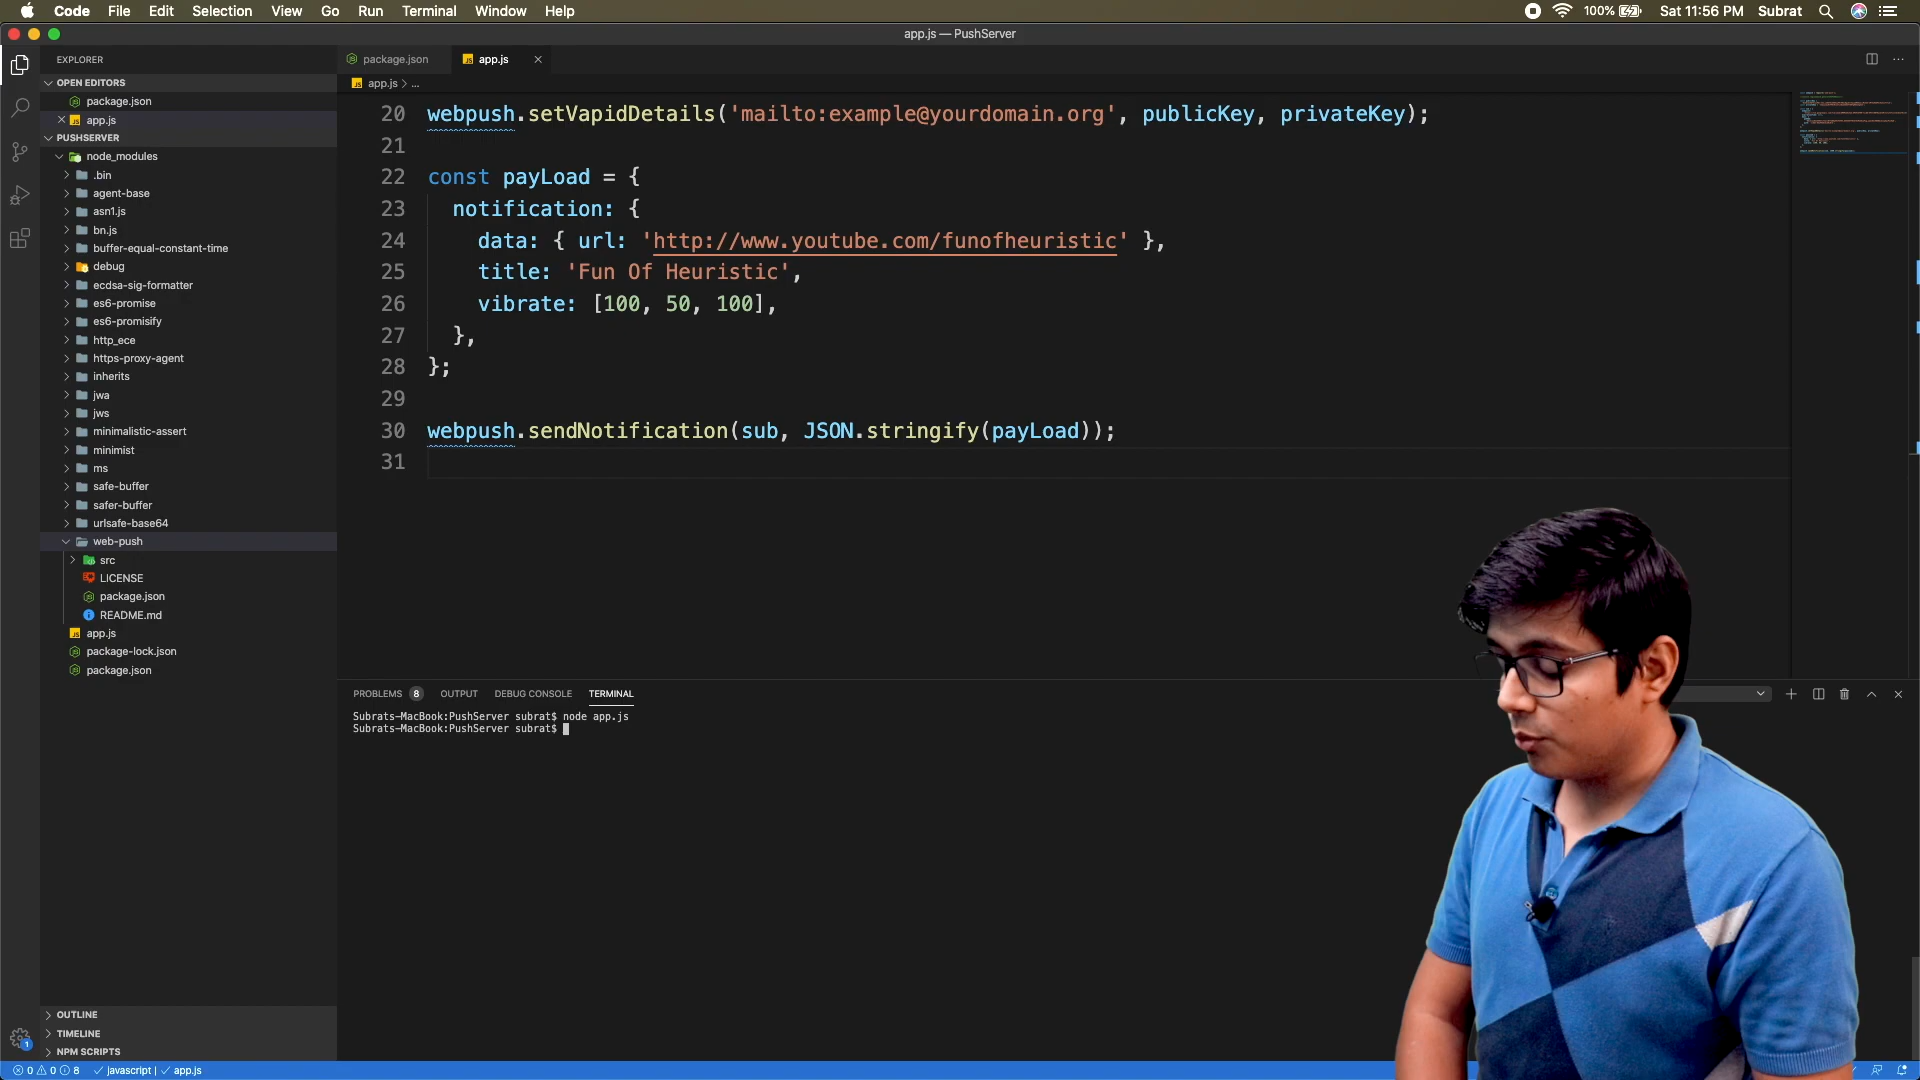 Code File Edit Selection View Go Run Terminal Window Help
100% Sat 11:56 PM Subrat
app.js — PushServer
EXPLORER
OPEN EDITORS
package.json
app.js
PUSHSERVER
node_modules
.bin
agent-base
asn1.js
bn.js
buffer-equal-constant-time
debug
ecdsa-sig-formatter
es6-promise
es6-promisify
http_ece
https-proxy-agent
inherits
jwa
jws
minimalistic-assert
minimist
ms
safe-buffer
safer-buffer
urlsafe-base64
web-push
src
LICENSE
package.json
README.md
app.js
package-lock.json
package.json
OUTLINE
TIMELINE
NPM SCRIPTS
package.json app.js
app.js > ...
20 webpush.setVapidDetails('mailto:example@yourdomain.org', publicKey, privateKey);
21
22 const payLoad = {
23 notification: {
24 data: { url: 'http://www.youtube.com/funofheuristic' },
25 title: 'Fun Of Heuristic',
26 vibrate: [100, 50, 100],
27 },
28 };
29
30 webpush.sendNotification(sub, JSON.stringify(payLoad));
31
PROBLEMS 8 OUTPUT DEBUG CONSOLE TERMINAL
Subrats-MacBook:PushServer subrat$ node app.js
Subrats-MacBook:PushServer subrat$
1
0 0 8 javascript | app.js